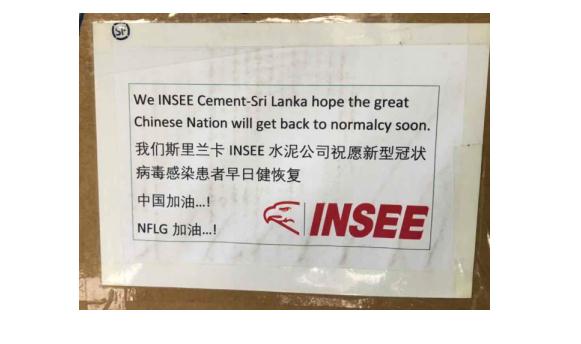 SF
We INSEE Cement-Sri Lanka hope the great
Chinese Nation will get back to normalcy soon.
我们斯里兰卡 INSEE 水泥公司祝愿新型冠状
病毒感染患者早日健恢复
中国加油...!
NFLG 加油...!
INSEE